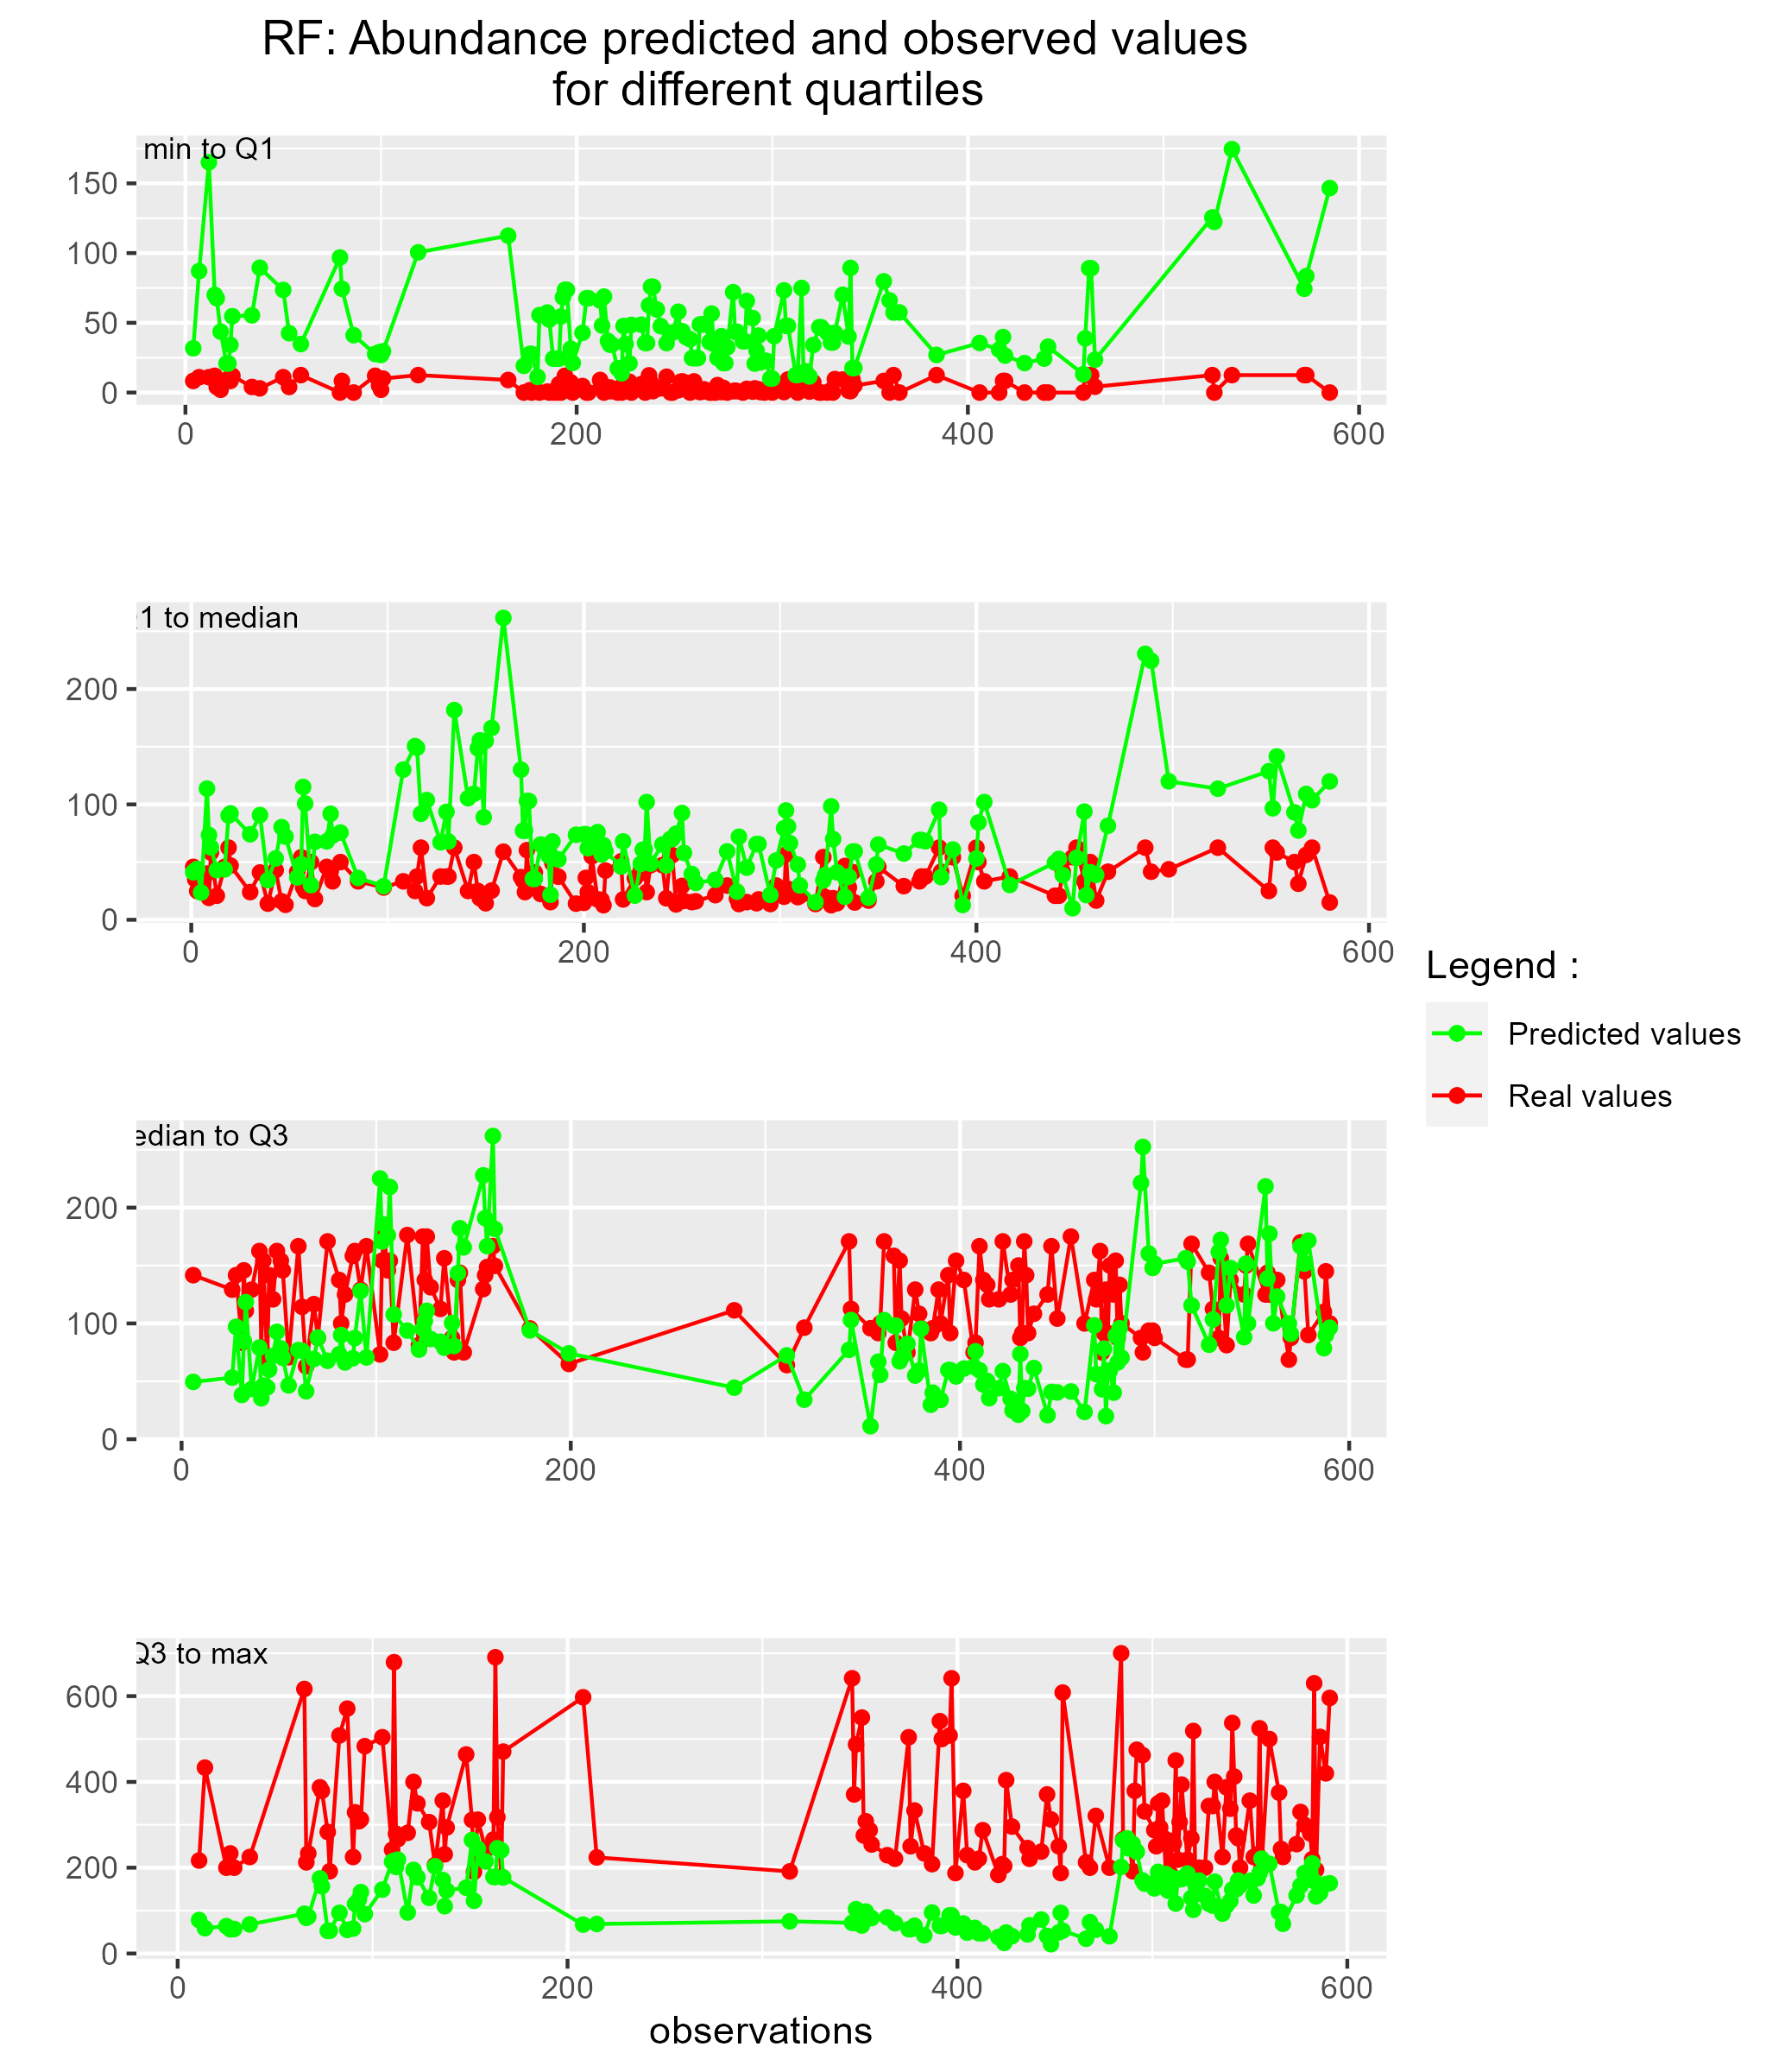 RF: Abundance predicted and observed values
for different quartiles
min to Q1
150
100
50
0
0 200 400 600
1 to median
200
100
0
0 200 400 600
Legend :
Predicted values
Real values
edian to Q3
200
100
0
0 200 400 600
Q3 to max
600
400
200
0
0 200 400 600
observations